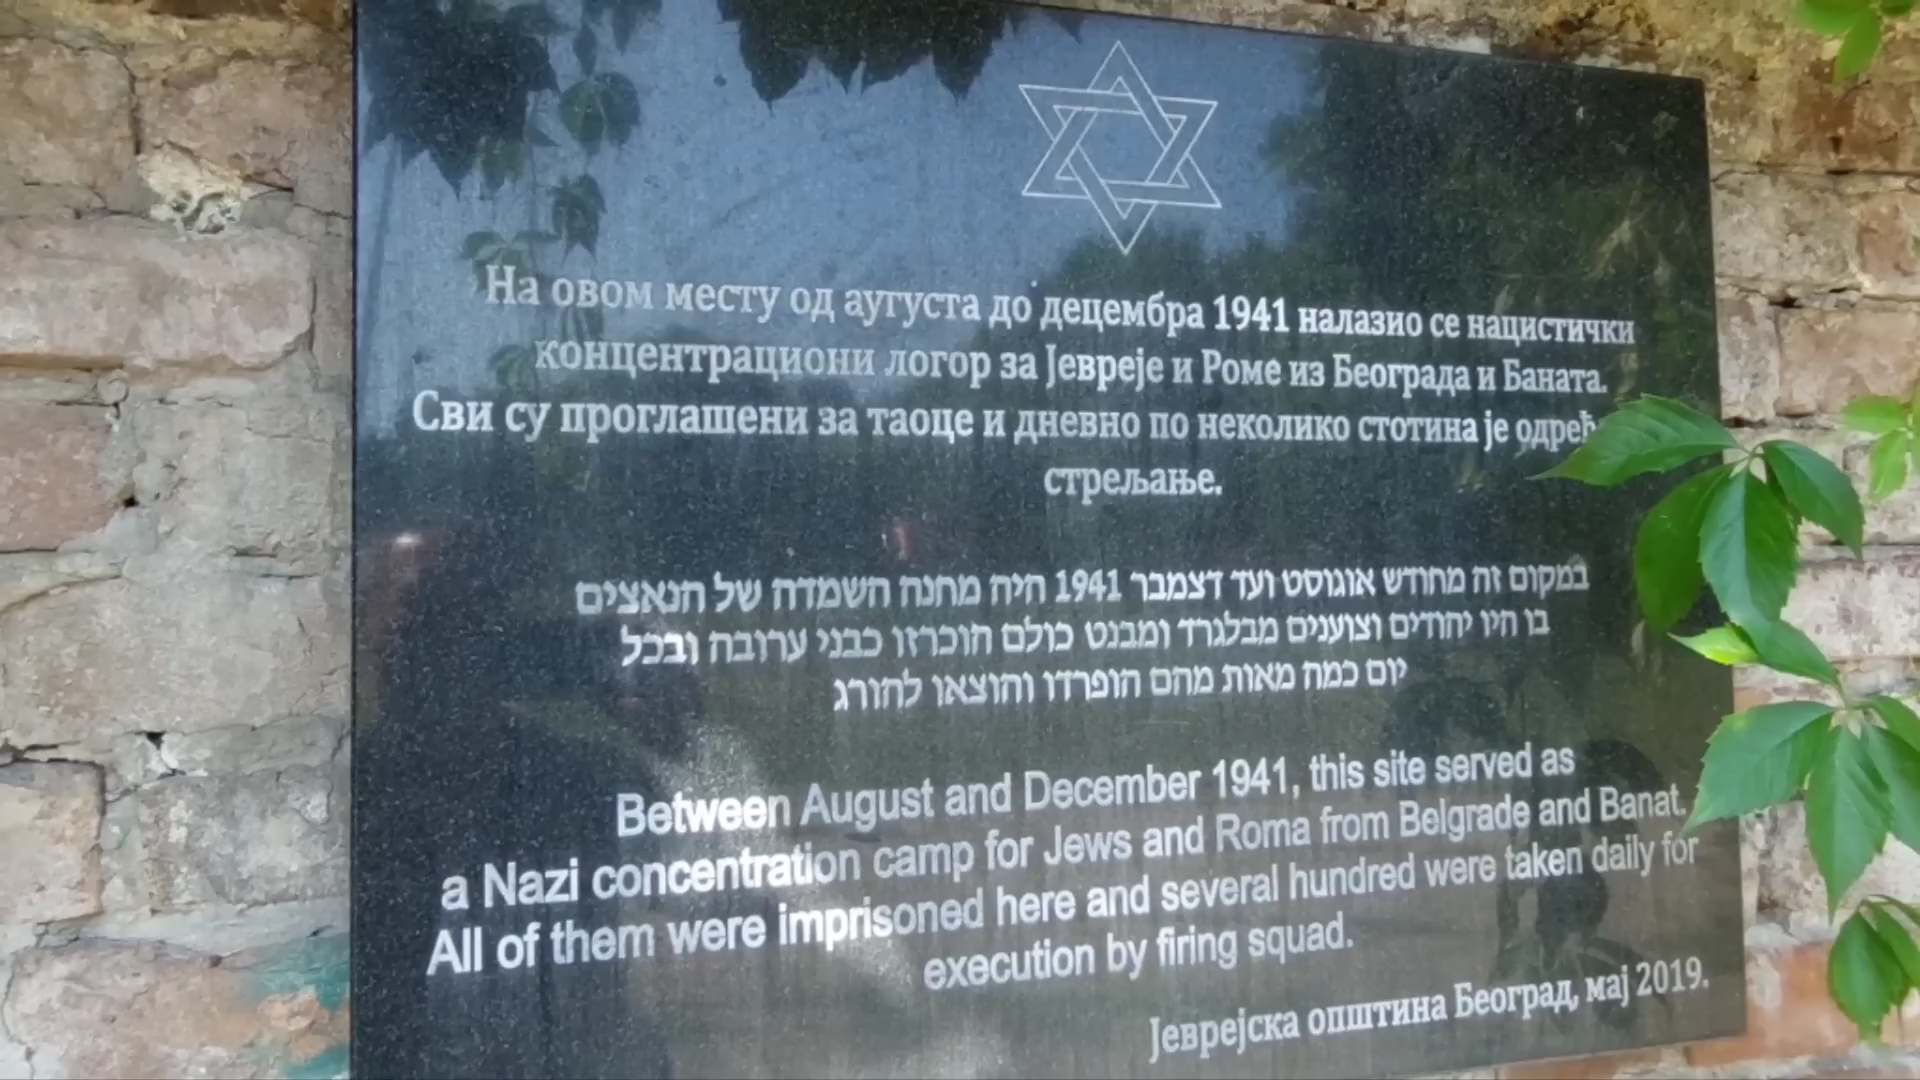 На овом месту од аугуста до децембра 1941 налазио се нацистички
концентрациони логор за Јевреје и Роме из Београда и Баната.
Сви су проглашени за таоце и дневно по неколико стотина је
стрељање.
במקום זה מחודש אוגוסט ועד דצמבר 1941 היה מחנה השמדה של הנאצים
בו היו יהודים וצוענים מבלגרד ומבנט כולם הוכרזו כבני ערובה ובכל
יום כמה מאות מהם הופרדו והוצאו להורג
Between August and December 1941, this site served as
a Nazi concentration camp for Jews and Roma from Belgrade and Banat.
All of them were imprisoned here and several hundred were taken daily for
execution by firing squad.
Јеврејска општина Београд, мај 2019.